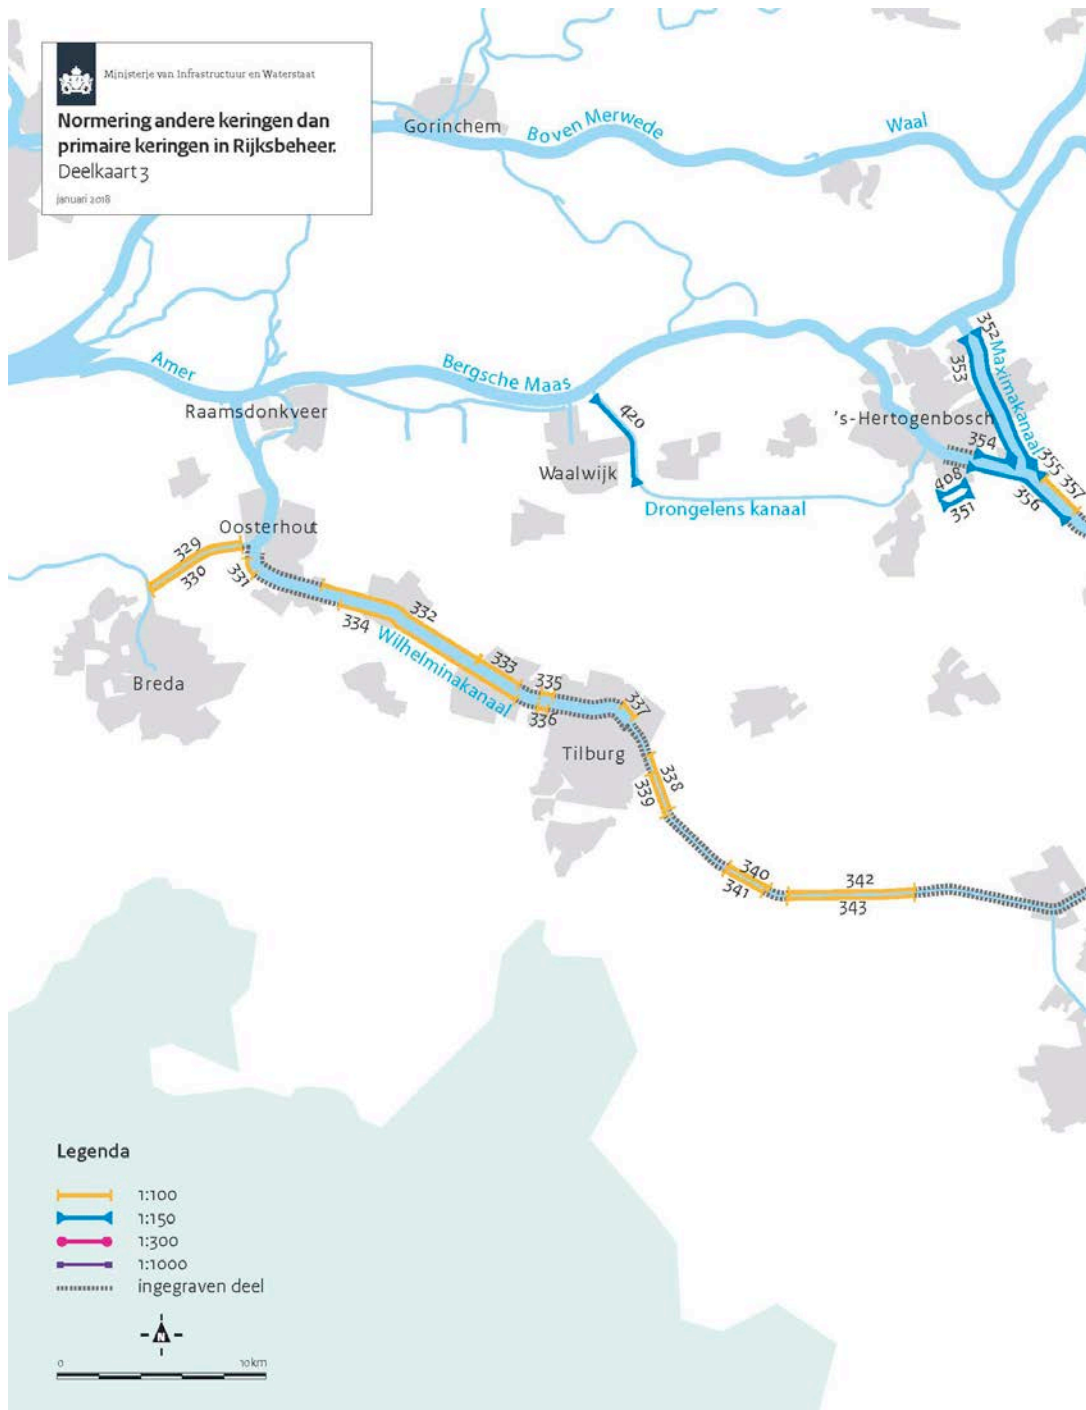 Ministerie van Infrastructuur en Waterstaat
Normering andere keringen dan
primaire keringen in Rijksbeheer.
Deelkaart 3
januari 2018
Gorinchem
Boven Merwede
Waal
352
Maximakanaal
353
Amer
Bergsche Maas
Raamsdonkveer
420
's-Hertogenbosch
354
355
357
Waalwijk
408
356
351
Drongelens kanaal
Oosterhout
329
330
331
332
334
Wilhelminakanaal
333
335
336
337
Breda
Tilburg
338
339
340
341
342
343
Legenda
1:100
1:150
1:300
1:1000
ingegraven deel
N
0 10km